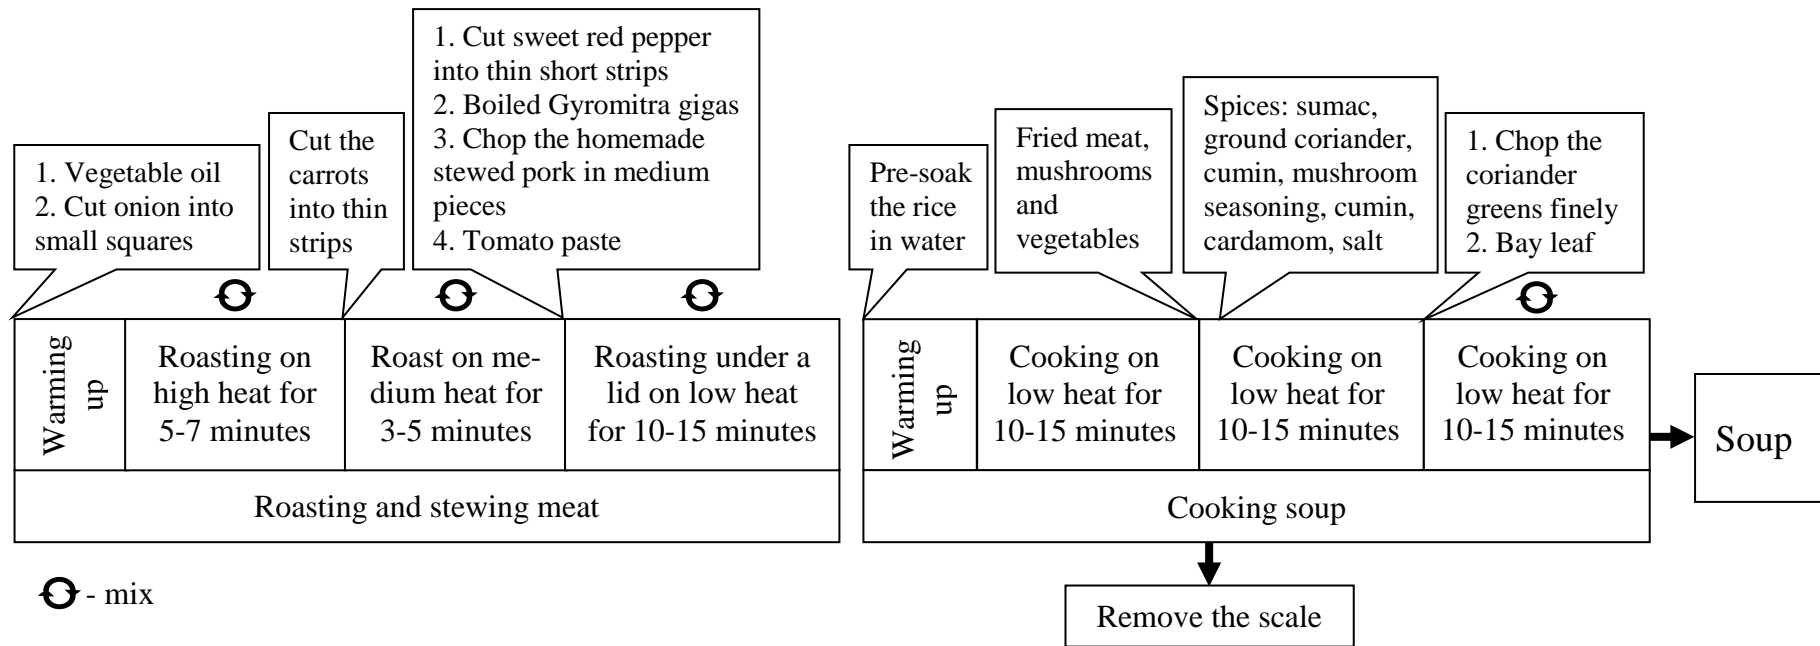 1. Vegetable oil
2. Cut onion into
small squares
Cut the
carrots
into thin
strips
1. Cut sweet red pepper
into thin short strips
2. Boiled Gyromitra gigas
3. Chop the homemade
stewed pork in medium
pieces
4. Tomato paste
Pre-soak
the rice
in water
Fried meat,
mushrooms
and
vegetables
Spices: sumac,
ground coriander,
cumin, mushroom
seasoning, cumin,
cardamom, salt
1. Chop the
coriander
greens finely
2. Bay leaf
Warming
up
Roasting on
high heat for
5-7 minutes
Roast on me-
dium heat for
3-5 minutes
Roasting under a
lid on low heat
for 10-15 minutes
Roasting and stewing meat
Warming
up
Cooking on
low heat for
10-15 minutes
Cooking on
low heat for
10-15 minutes
Cooking on
low heat for
10-15 minutes
Cooking soup
Soup
- mix
Remove the scale